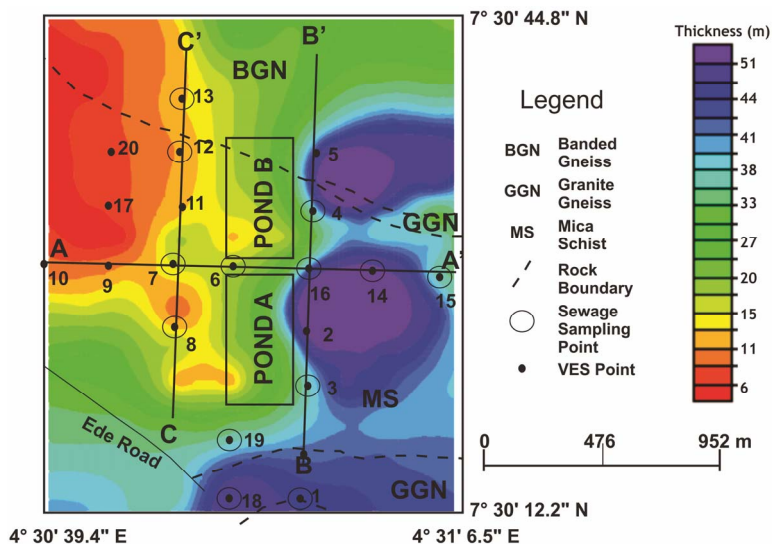 7° 30' 44.8" N
Thickness (m)
C’
B’
BGN
13
12
20
5
17
11
4
POND B
GGN
A
A’
10
9
7
6
16
14
15
8
2
POND A
3
MS
C
Ede Road
19
B
GGN
18
1
7° 30' 12.2" N
4° 30' 39.4" E
4° 31' 6.5" E
Legend
BGN Banded
Gneiss
GGN Granite
Gneiss
MS Mica
Schist
Rock
Boundary
Sewage
Sampling
Point
VES Point
0 476 952 m
51
44
41
38
33
27
20
15
11
6